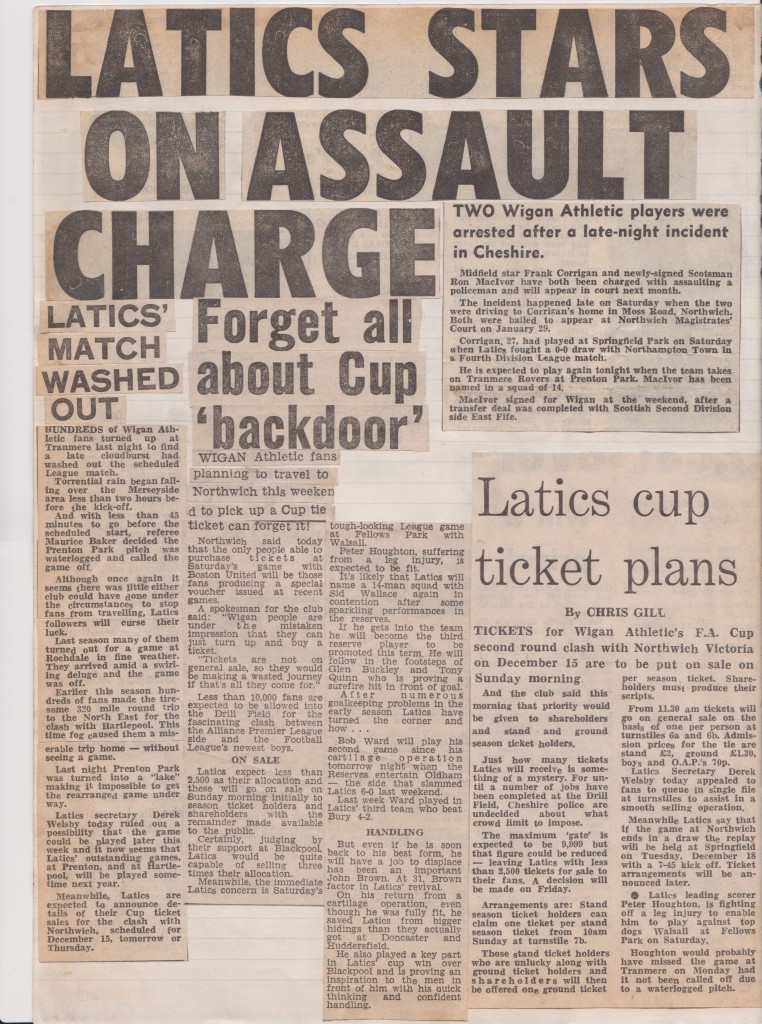 LATICS STARS
ON ASSAULT
CHARGE
TWO Wigan Athletic players were
arrested after a late-night incident
in Cheshire.
Midfield star Frank Corrigan and newly-signed Scotsman
Ron MacIvor have both been charged with assaulting a
policeman and will appear in court next month.
The incident happened late on Saturday when the two
were driving to Corrigan's home in Moss Road, Northwich.
Both were bailed to appear at Northwich Magistrates'
Court on January 29.
Corrigan, 27, had played at Springfield Park on Saturday
when Latics fought a 0-0 draw with Northampton Town in
a Fourth Division League match.
He is expected to play again tonight when the team takes
on Tranmere Rovers at Prenton Park. MacIvor has been
named in a squad of 14.
MacIvor signed for Wigan at the weekend, after a
transfer deal was completed with Scottish Second Division
side East Fife.
LATICS'
MATCH
WASHED
OUT
HUNDREDS of Wigan Ath-
letic fans turned up at
Tranmere last night to find
a late cloudburst had
washed out the scheduled
League match.
Torrential rain began fall-
ing over the Merseyside
area less than two hours be-
fore the kick-off.
And with less than 45
minutes to go before the
scheduled start, referee
Maurice Baker decided the
Prenton Park pitch was
waterlogged and called the
game off.
Although once again it
seems there was little either
club could have done under
the circumstances to stop
fans from travelling, Latics
followers will curse their
luck.
Last season many of them
turned out for a game at
Rochdale in fine weather.
They arrived amid a swirl-
ing deluge and the game
was off.
Earlier this season hun-
dreds of fans made the tire-
some 320 mile round trip
to the North East for the
clash with Hartlepool. This
time fog caused them a mis-
erable trip home — without
seeing a game.
Last night Prenton Park
was turned into a "lake"
making it impossible to get
the rearranged game under
way.
Latics secretary Derek
Welsby today ruled out a
possibility that the game
could be played later this
week and it now seems that
Latics' outstanding games,
at Prenton, and at Hartle-
pool, will be played some-
time next year.
Meanwhile, Latics are
expected to announce de-
tails of their Cup ticket
sales for the clash with
Northwich, scheduled for
December 15, tomorrow or
Thursday.
Forget all
about Cup
'backdoor'
WIGAN Athletic fans
planning to travel to
Northwich this weeken
d to pick up a Cup tie
ticket can forget it!
Northwich said today
that the only people able to
purchase tickets at
Saturday's game with
Boston United will be those
fans producing a special
voucher issued at recent
games.
A spokesman for the club
said: "Wigan people are
under the mistaken
impression that they can
just turn up and buy a
ticket.
"Tickets are not on
general sale, so they would
be making a wasted journey
if that's all they come for."
Less than 10,000 fans are
expected to be allowed into
the Drill Field for the
fascinating clash between
the Alliance Premier League
side and the Football
League's newest boys.
ON SALE
Latics expect less than
2,500 as their allocation and
these will go on sale on
Sunday morning initially to
season ticket holders and
shareholders with the
remainder made available
to the public.
Certainly, judging by
their support at Blackpool,
Latics would be quite
capable of selling three
times their allocation.
Meanwhile, the immediate
Latics concern is Saturday's
tough-looking League game
at Fellows Park with
Walsall.
Peter Houghton, suffering
from a leg injury, is
expected to be fit.
It's likely that Latics will
name a 14-man squad with
Sid Wallace again in
contention after some
sparkling performances in
the reserves.
If he gets into the team he
will become the third
reserve player to be
promoted this term. He will
follow in the footsteps of
Glen Buckley and Tony
Quinn who is proving a
surefire hit in front of goal.
After numerous
goalkeeping problems in the
early season Latics have
turned the corner and
how . . .
Bob Ward will play his
second game since his
cartilage operation
tomorrow night when the
Reserves entertain Oldham
— the side that slammed
Latics 6-0 last weekend.
Last week Ward played in
Latics' third team who beat
Bury 4-2.
HANDLING
But even if he is soon
back to his best form, he
will have a job to displace
has been an important
John Brown. At 31, Brown
factor in Latics' revival.
On his return from a
cartilage operation, even
though he was fully fit, he
saved Latics from bigger
hidings than they actually
got at Doncaster and
Huddersfield.
He also played a key part
in Latics' cup win over
Blackpool and is proving an
inspiration to the men in
front of him with his quick
thinking and confident
handling.
Latics cup
ticket plans
By CHRIS GILL
TICKETS for Wigan Athletic's F.A. Cup
second round clash with Northwich Victoria
on December 15 are to be put on sale on
Sunday morning
And the club said this
morning that priority would
be given to shareholders
and stand and ground
season ticket holders.
Just how many tickets
Latics will receive is some-
thing of a mystery. For un-
til a number of jobs have
been completed at the Drill
Field, Cheshire police are
undecided about what
crowd limit to impose.
The maximum 'gate' is
expected to be 9,999 but
that figure could be reduced
— leaving Latics with less
than 2,500 tickets for sale to
their fans. A decision will
be made on Friday.
Arrangements are: Stand
season ticket holders can
claim one ticket per stand
season ticket from 10am
Sunday at turnstile 7b.
Those stand ticket holders
who are unlucky along with
ground ticket holders and
shareholders will then
be offered one ground ticket
per season ticket. Share-
holders must produce their
scripts.
From 11.30 am tickets will
go on general sale on the
basis of one per person at
turnstiles 6a and 6b. Admis-
sion prices for the tie are
stand £2, ground £1.30,
boys and O.A.P.'s 70p.
Latics Secretary Derek
Welsby today appealed to
fans to queue in single file
at turnstiles to assist in a
smooth selling operation.
Meanwhile Latics say that
if the game at Northwich
ends in a draw the replay
will be held at Springfield
Park on Tuesday, December 18
with a 7-45 kick off. Ticket
arrangements will be an-
nounced later.
● Latics leading scorer
Peter Houghton, is fighting
off a leg injury to enable
him to play against top
dogs Walsall at Fellows
Park on Saturday.
Houghton would probably
have missed the game at
Tranmere on Monday had
it not been called off due
to a waterlogged pitch.